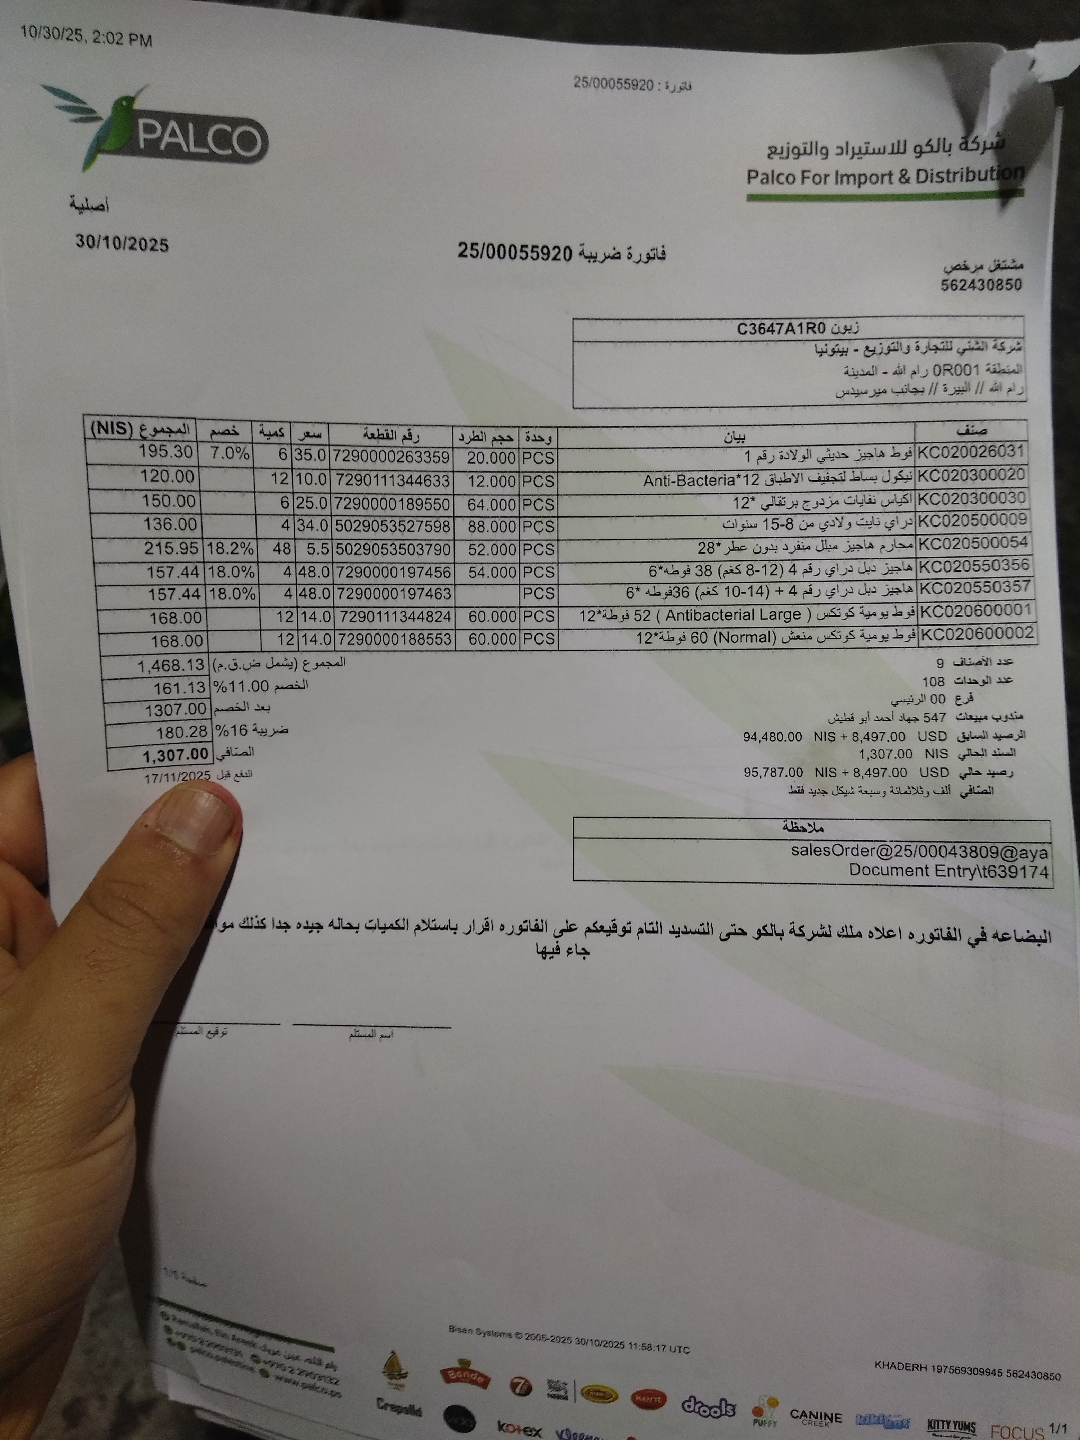 10/30/25, 2:02 PM
فاتورة : 25/00055920
PALCO
شركة بالكو للاستيراد والتوزيع
Palco For Import & Distribution
أصلية
30/10/2025
فاتورة ضريبة 25/00055920
مشتغل مرخص
562430850
زبون C3647A1R0
شركة الشني للتجارة والتوزيع - بيتونيا
المنطقة 0R001 رام الله - المدينة
رام الله // البيرة // بجانب ميرسيدس
صنف بيان وحدة حجم الطرد رقم القطعة سعر كمية خصم المجموع (NIS)
KC020026031 فوط هاجيز حديثي الولادة رقم 1 PCS 20.000 7290000263359 35.0 6 7.0% 195.30
KC020300020 نيكول بساط لتجفيف الاطباق Anti-Bacteria*12 PCS 12.000 7290111344633 10.0 12 120.00
KC020300030 اكياس نفايات مزدوج برتقالي *12 PCS 64.000 7290000189550 25.0 6 150.00
KC020500009 دراي نايت ولادي من 8-15 سنوات PCS 88.000 5029053527598 34.0 4 136.00
KC020500054 محارم هاجيز مبلل منفرد بدون عطر*28 PCS 52.000 5029053503790 5.5 48 18.2% 215.95
KC020550356 هاجيز دبل دراي رقم 4 (8-12 كغم) 38 فوطه*6 PCS 54.000 7290000197456 48.0 4 18.0% 157.44
KC020550357 هاجيز دبل دراي رقم 4 + (10-14 كغم) 36فوطه *6 PCS 7290000197463 48.0 4 18.0% 157.44
KC020600001 فوط يومية كوتكس ( Antibacterial Large ) 52 فوطة*12 PCS 60.000 7290111344824 14.0 12 168.00
KC020600002 فوط يومية كوتكس منعش (Normal) 60 فوطة*12 PCS 60.000 7290000188553 14.0 12 168.00
المجموع (يشمل ض.ق.م) 1,468.13
الخصم 11.00% 161.13
بعد الخصم 1307.00
ضريبة 16% 180.28
الصافي 1,307.00
الدفع قبل 17/11/2025
عدد الأصناف 9
عدد الوحدات 108
فرع 00 الرئيسي
مندوب مبيعات 547 جهاد أحمد أبو قطيش
الرصيد السابق 94,480.00 NIS + 8,497.00 USD
السند الحالي 1,307.00 NIS
رصيد حالي 95,787.00 NIS + 8,497.00 USD
الصافي ألف وثلاثمائة وسبعة شيكل جديد فقط
ملاحظة
salesOrder@25/00043809@aya
Document Entry\t639174
البضاعه في الفاتوره اعلاه ملك لشركة بالكو حتى التسديد التام توقيعكم على الفاتوره اقرار باستلام الكميات بحاله جيده جدا كذلك
جاء فيها
اسم المستلم
توقيع المستلم
صفحة 1/1
Bisan Systems © 2005-2025 30/10/2025 11:58:17 UTC
KHADERH 197569309945 562430850
www.palco.ps
Crepello
Bonde
7
Kent
drools
PUPPY
CANINE CREEK
KITTY YUMS
FOCUS
kotex
1/1